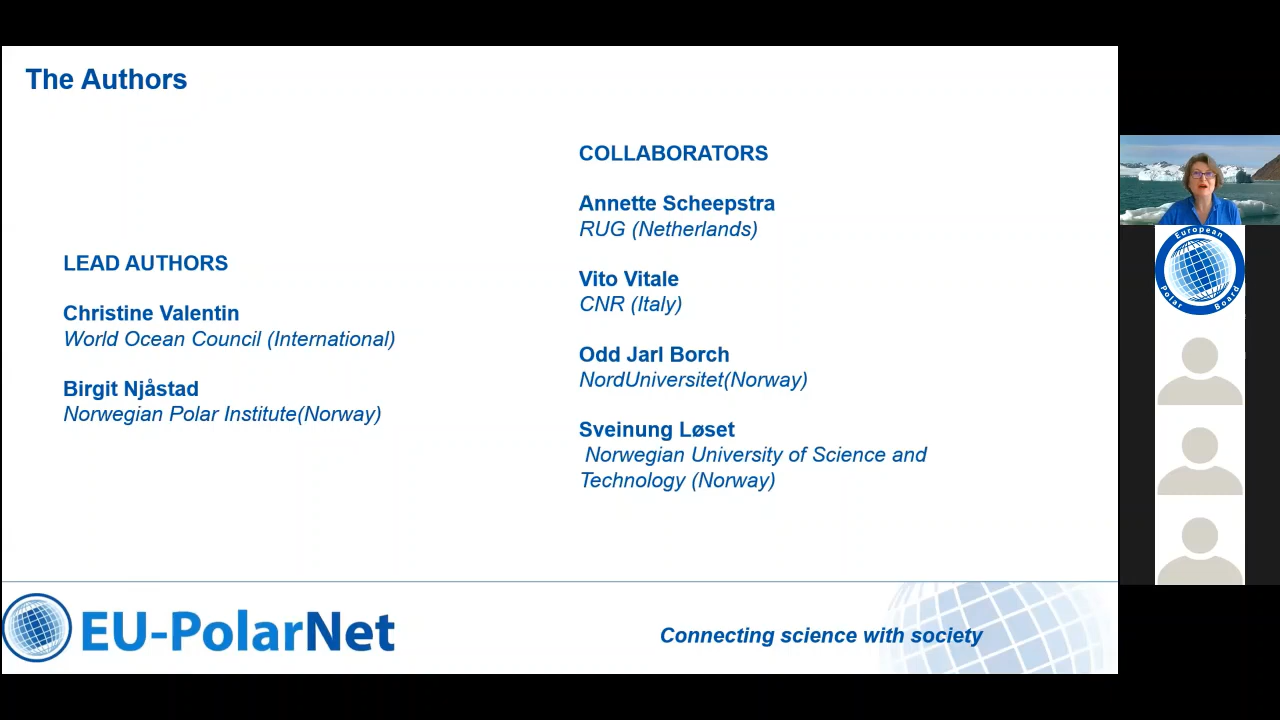 The Authors
LEAD AUTHORS
Christine Valentin
World Ocean Council (International)
Birgit Njåstad
Norwegian Polar Institute(Norway)
COLLABORATORS
Annette Scheepstra
RUG (Netherlands)
Vito Vitale
CNR (Italy)
Odd Jarl Borch
NordUniversitet(Norway)
Sveinung Løset
Norwegian University of Science and
Technology (Norway)
EU-PolarNet
Connecting science with society
European
Polar Board